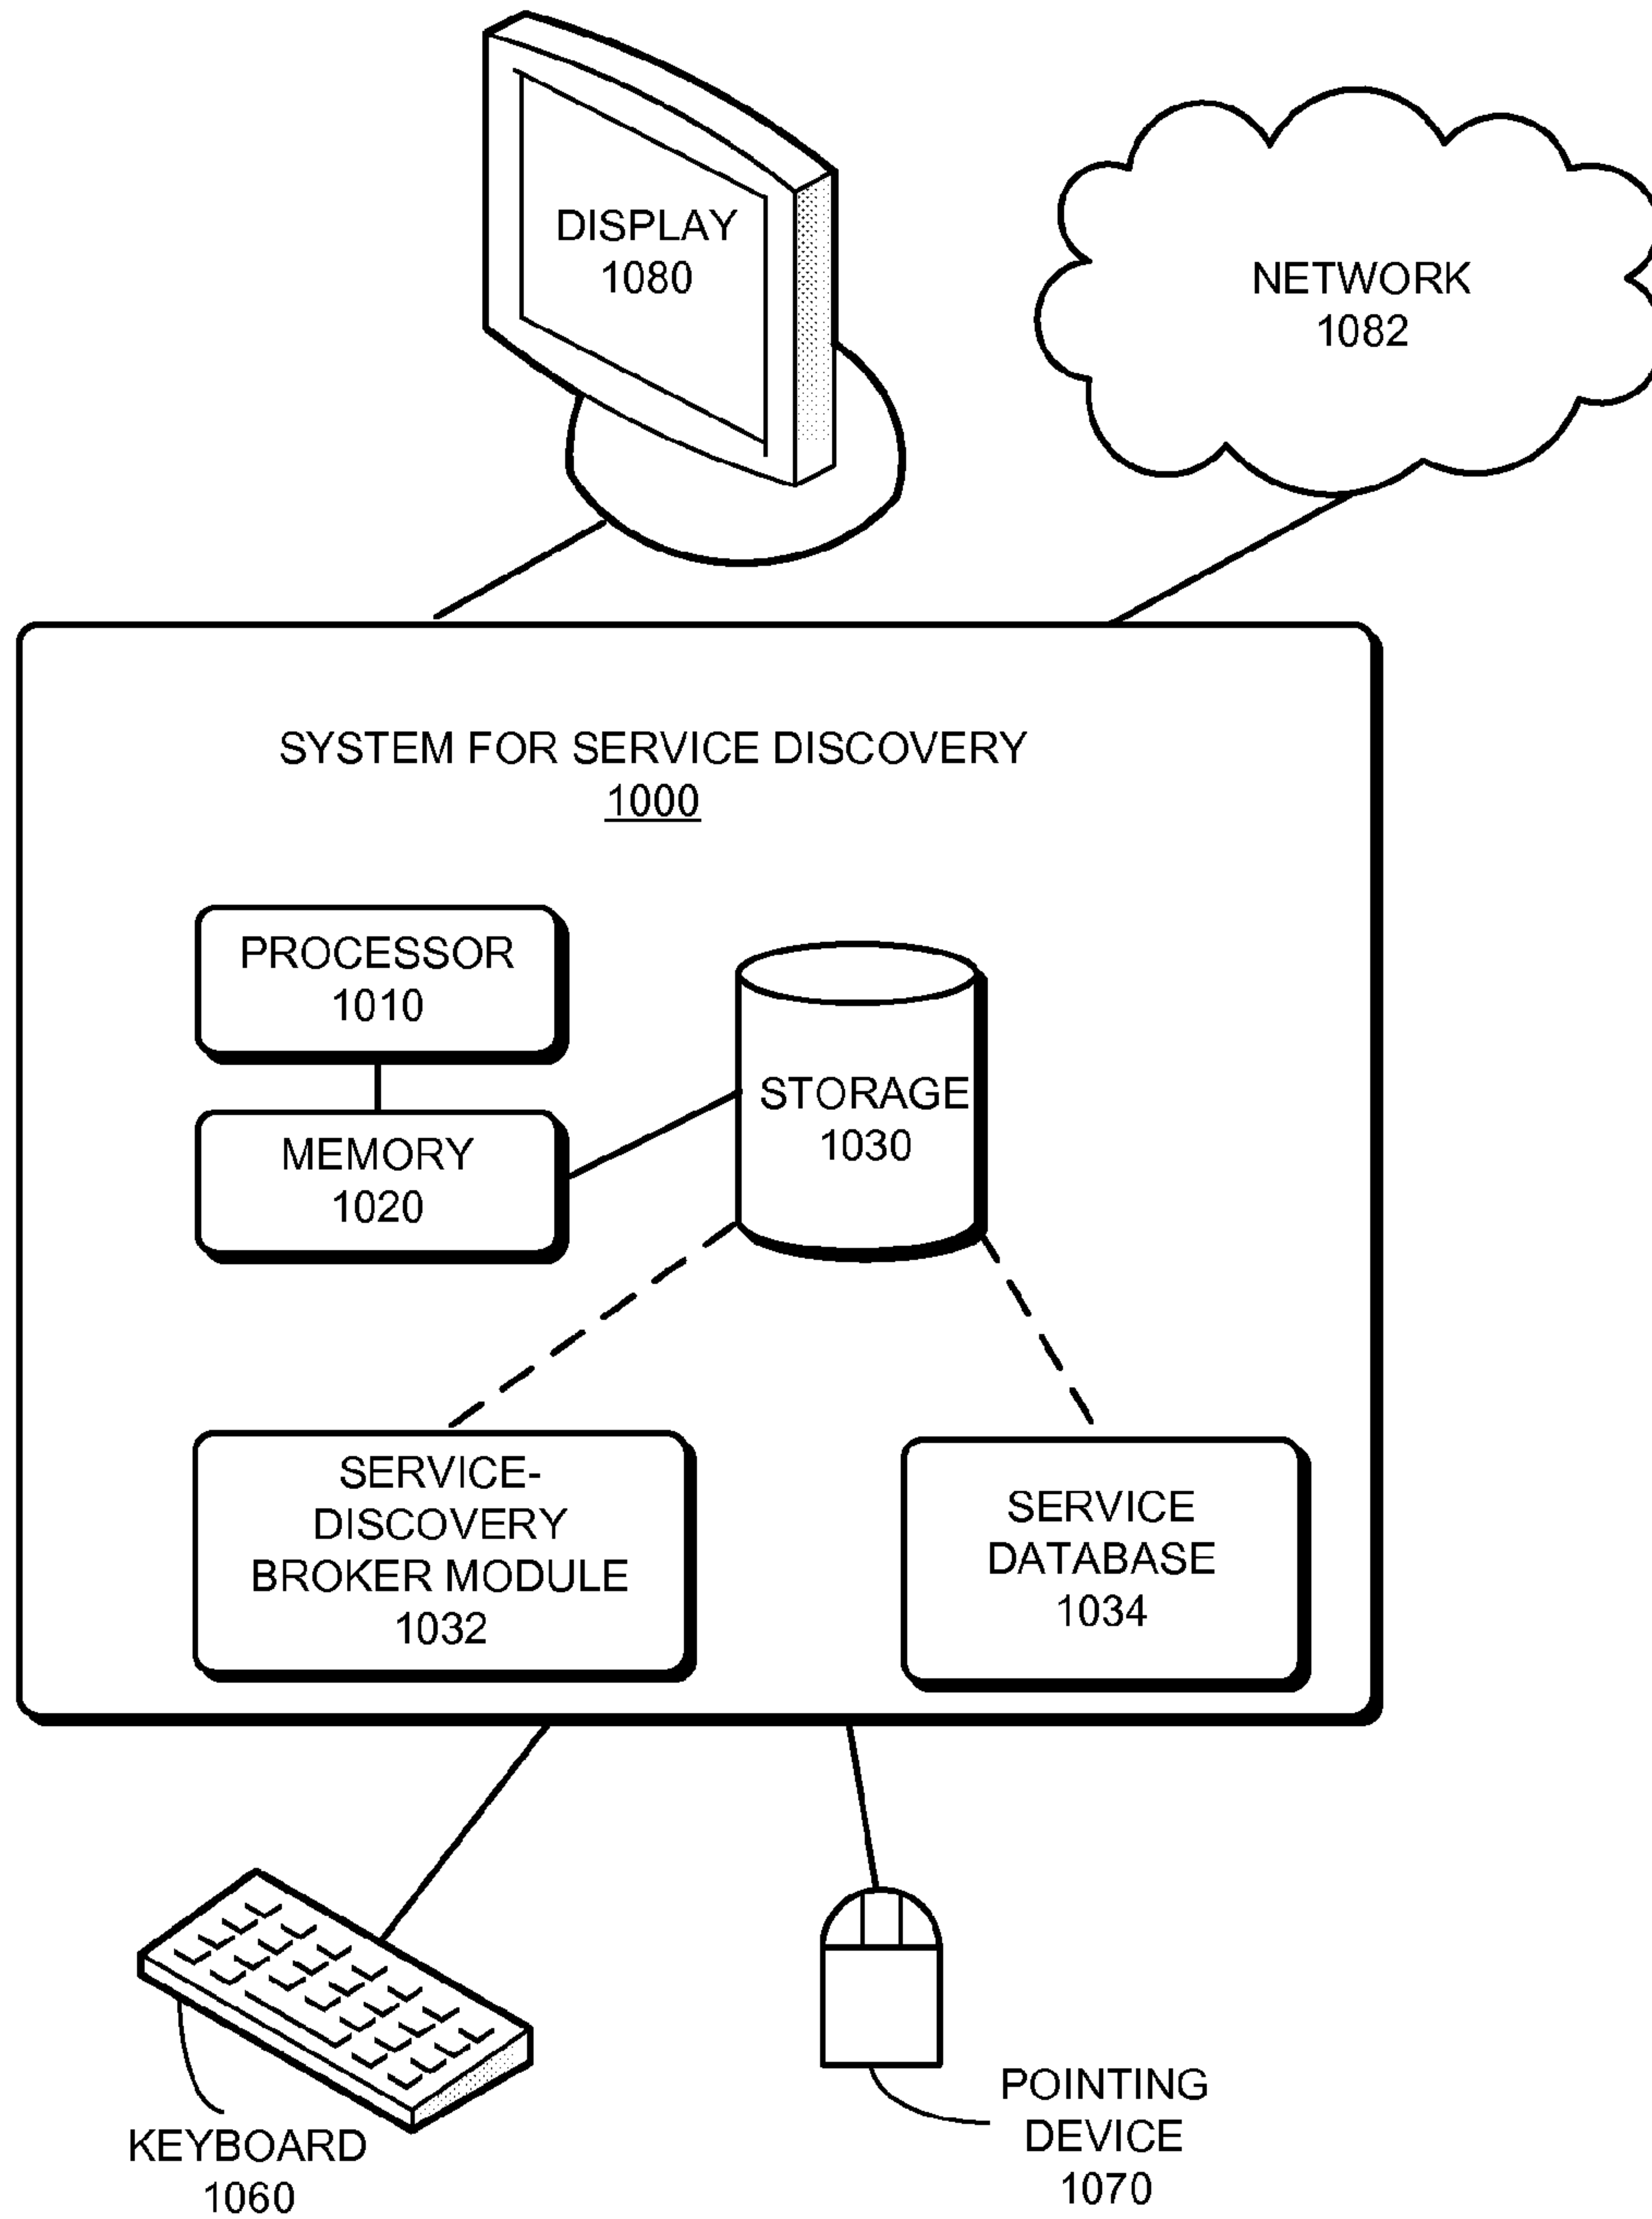 DISPLAY
1080
NETWORK
1082
SYSTEM FOR SERVICE DISCOVERY
1000
PROCESSOR
1010
MEMORY
1020
STORAGE
1030
SERVICE-
DISCOVERY
BROKER MODULE
1032
SERVICE
DATABASE
1034
KEYBOARD
1060
POINTING
DEVICE
1070